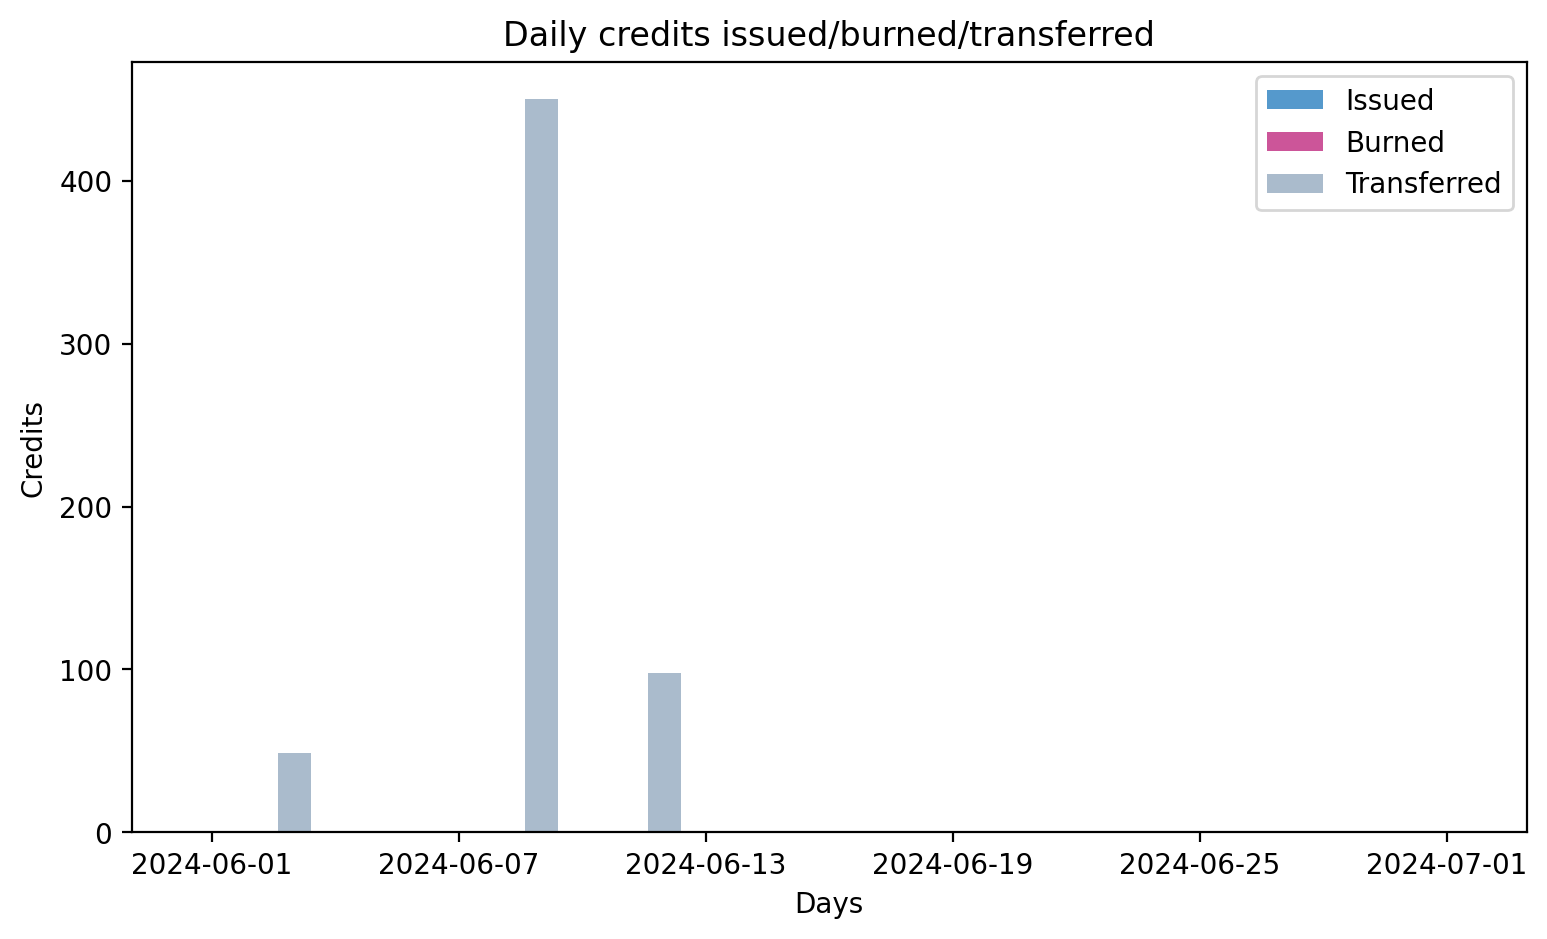 Daily credits issued/burned/transferred
Issued
Burned
Transferred
400
300
200
100
0
Credits
2024-06-01 2024-06-07 2024-06-13 2024-06-19 2024-06-25 2024-07-01
Days